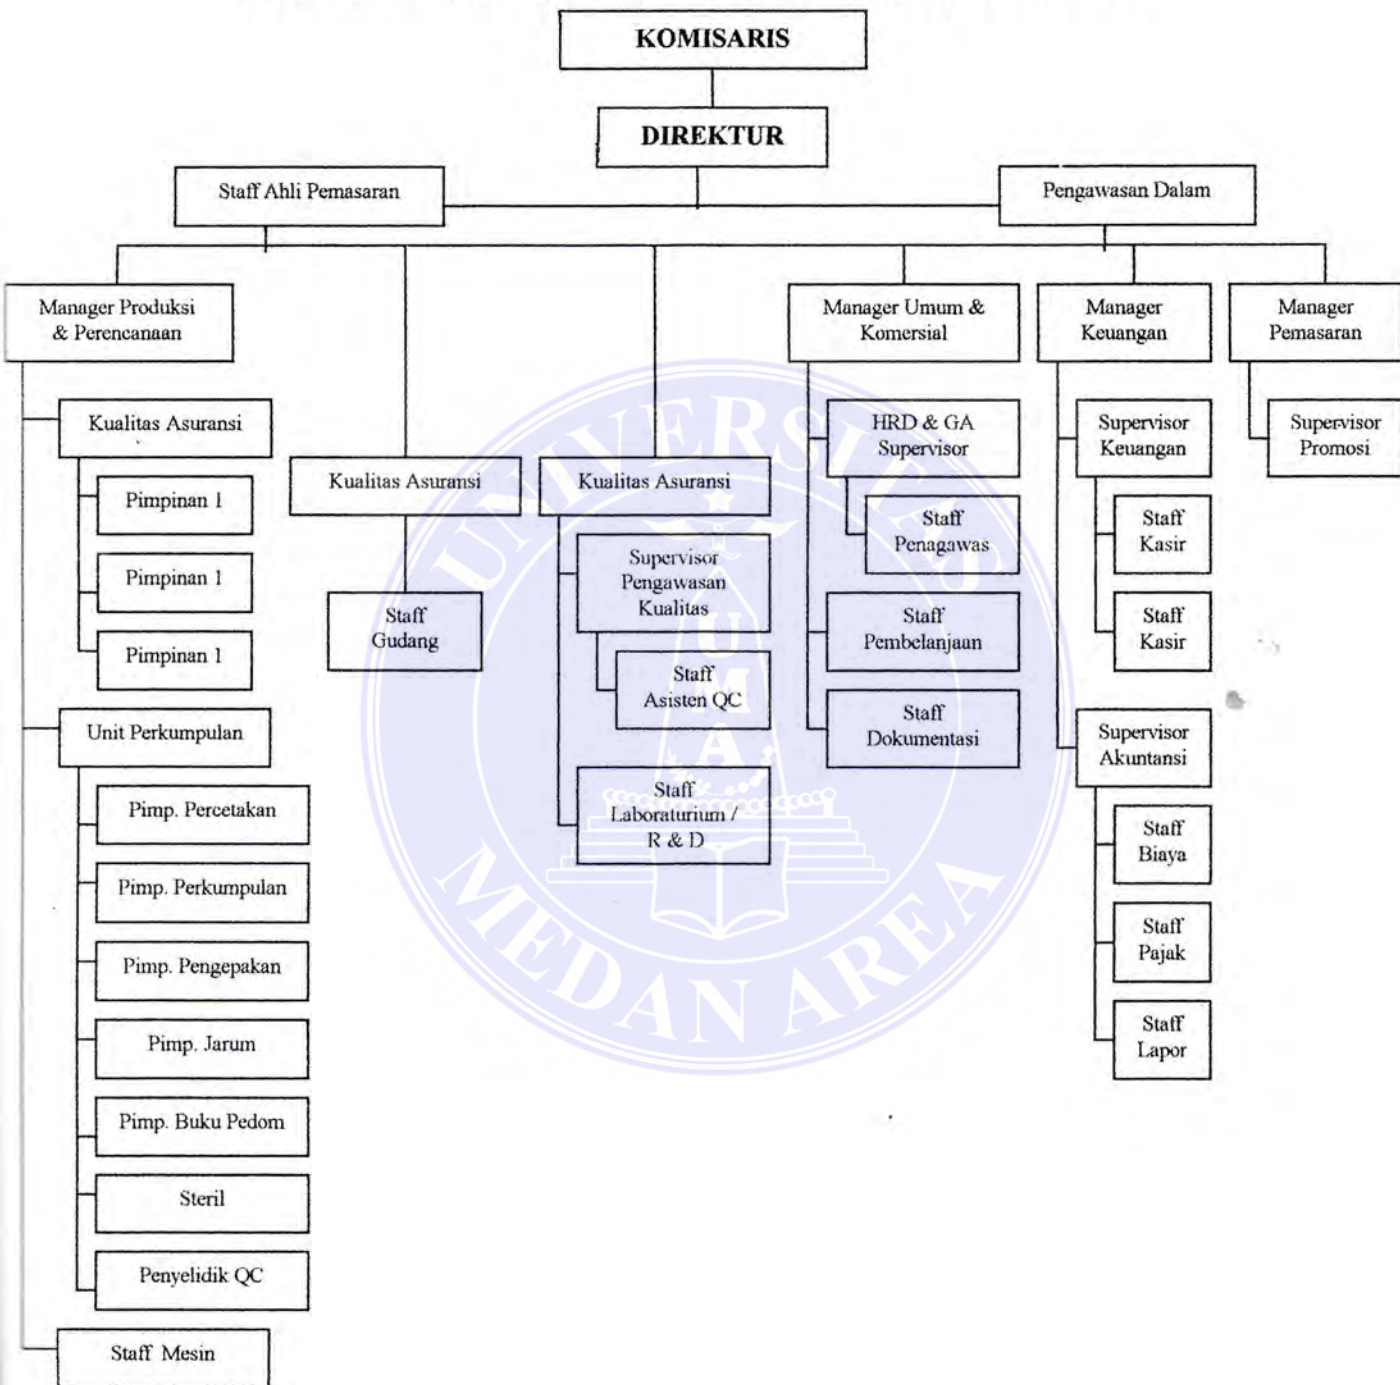 KOMISARIS
DIREKTUR
Staff Ahli Pemasaran
Pengawasan Dalam
Manager Produksi
& Perencanaan
Kualitas Asuransi
Pimpinan 1
Pimpinan 1
Pimpinan 1
Unit Perkumpulan
Pimp. Percetakan
Pimp. Perkumpulan
Pimp. Pengepakan
Pimp. Jarum
Pimp. Buku Pedom
Steril
Penyelidik QC
Staff Mesin
Kualitas Asuransi
Staff
Gudang
Kualitas Asuransi
Supervisor
Pengawasan
Kualitas
Staff
Asisten QC
Staff
Laboraturium /
R & D
Manager Umum &
Komersial
HRD & GA
Supervisor
Staff
Penagawas
Staff
Pembelanjaan
Staff
Dokumentasi
Manager
Keuangan
Supervisor
Keuangan
Staff
Kasir
Staff
Kasir
Supervisor
Akuntansi
Staff
Biaya
Staff
Pajak
Staff
Lapor
Manager
Pemasaran
Supervisor
Promosi
UNIVERSITAS
UMA
MEDAN AREA